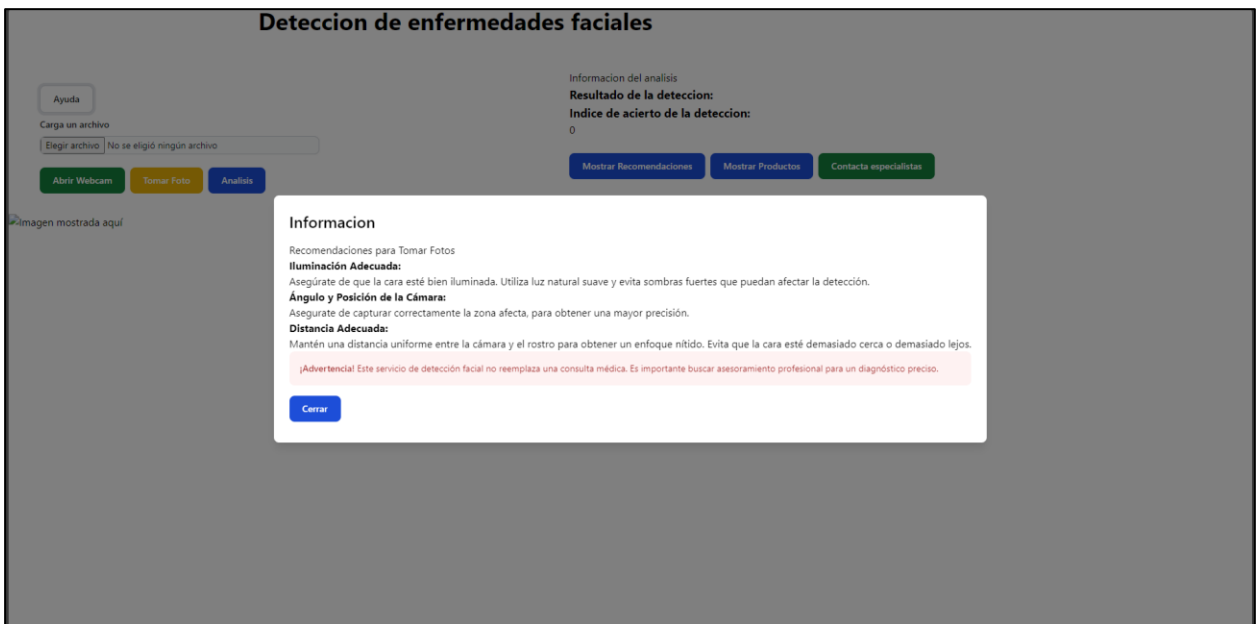 Deteccion de enfermedades faciales
Ayuda
Carga un archivo
Elegir archivo No se eligió ningún archivo
Abrir Webcam Tomar Foto Analisis
Imagen mostrada aquí
Informacion del analisis
Resultado de la deteccion:
Indice de acierto de la deteccion:
0
Mostrar Recomendaciones Mostrar Productos Contacta especialistas
Informacion
Recomendaciones para Tomar Fotos
Iluminación Adecuada:
Asegúrate de que la cara esté bien iluminada. Utiliza luz natural suave y evita sombras fuertes que puedan afectar la detección.
Ángulo y Posición de la Cámara:
Asegurate de capturar correctamente la zona afecta, para obtener una mayor precisión.
Distancia Adecuada:
Mantén una distancia uniforme entre la cámara y el rostro para obtener un enfoque nítido. Evita que la cara esté demasiado cerca o demasiado lejos.
¡Advertencia! Este servicio de detección facial no reemplaza una consulta médica. Es importante buscar asesoramiento profesional para un diagnóstico preciso.
Cerrar